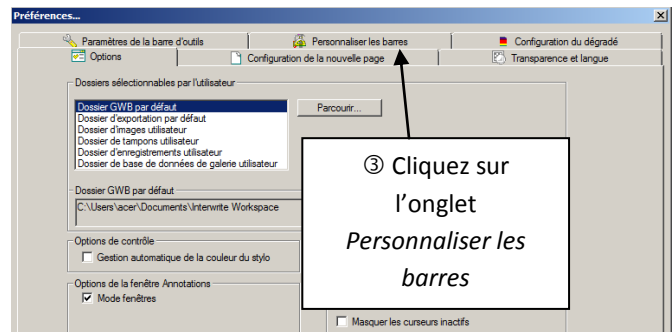 Préférences...
Paramètres de la barre d'outils
Personnaliser les barres
Configuration du dégradé
Options
Configuration de la nouvelle page
Transparence et langue
Dossiers sélectionnables par l'utilisateur
Dossier GWB par défaut
Dossier d'exportation par défaut
Dossier d'images utilisateur
Dossier de tampons utilisateur
Dossier d'enregistrements utilisateur
Dossier de base de données de galerie utilisateur
Parcourir...
Dossier GWB par défaut
C:\Users\acer\Documents\Interwrite Workspace
Options de contrôle
Gestion automatique de la couleur du stylo
Options de la fenêtre Annotations
Mode fenêtres
Masquer les curseurs inactifs
③ Cliquez sur
l'onglet
Personnaliser les
barres